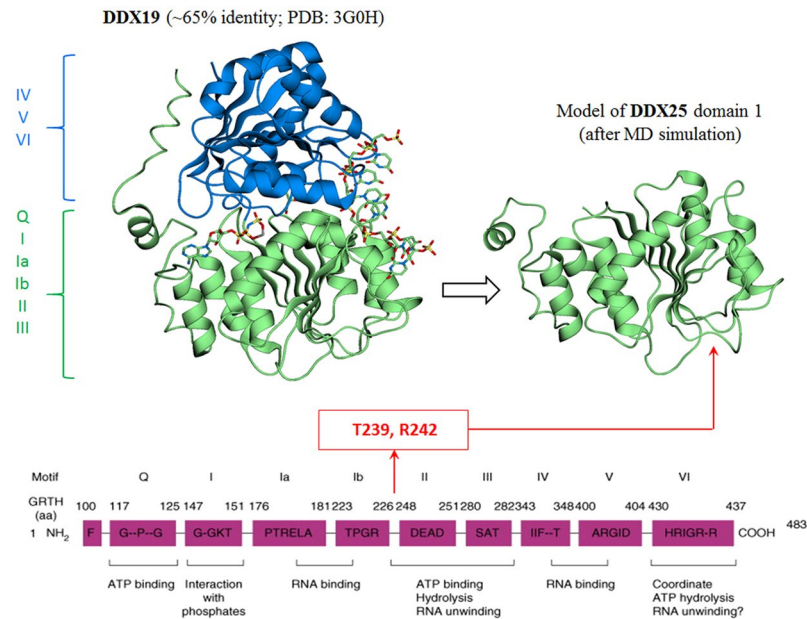 DDX19 (~65% identity; PDB: 3G0H)
IV
V
VI
Q
I
Ia
Ib
II
III
Model of DDX25 domain 1
(after MD simulation)
T239, R242
Motif Q I Ia Ib II III IV V VI
GRTH (aa) 100 117 125 147 151 176 181 223 226 248 251 280 282 343 348 400 404 430 437 483
1 NH2 F G--P--G G-GKT PTRELA TPGR DEAD SAT IIF--T ARGID HRIGR-R COOH
ATP binding Interaction RNA binding ATP binding RNA binding Coordinate
with Hydrolysis ATP hydrolysis
phosphates RNA unwinding RNA unwinding?